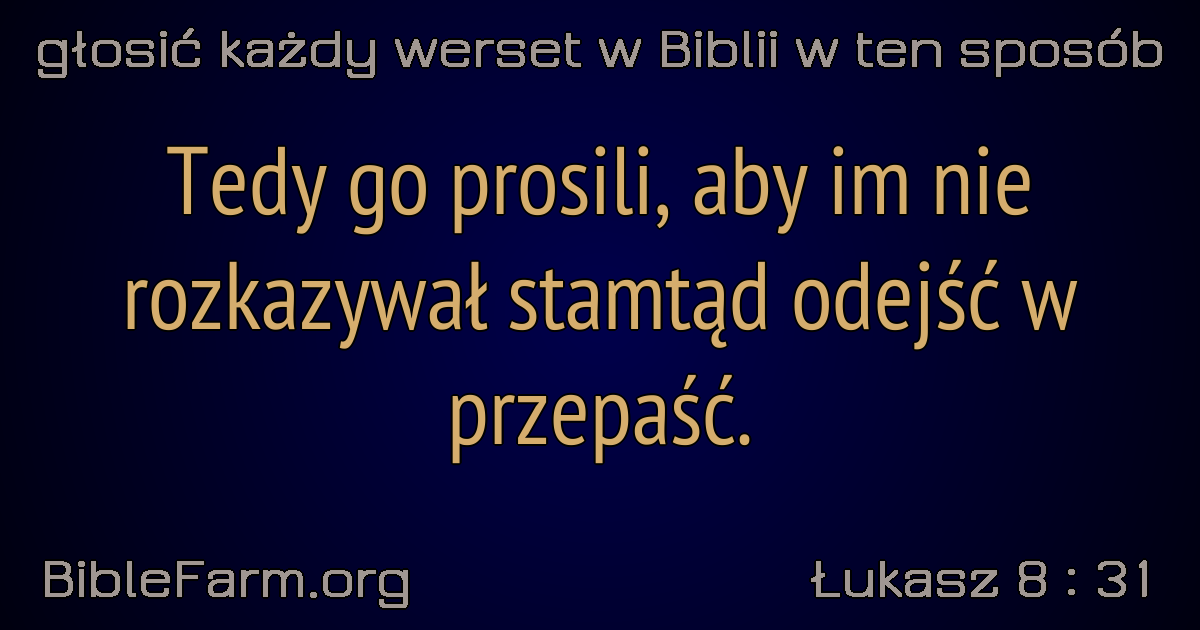 głosić każdy werset w Biblii w ten sposób
Tedy go prosili, aby im nie
rozkazywał stamtąd odejść w
przepaść.
BibleFarm.org
Łukasz 8 : 31